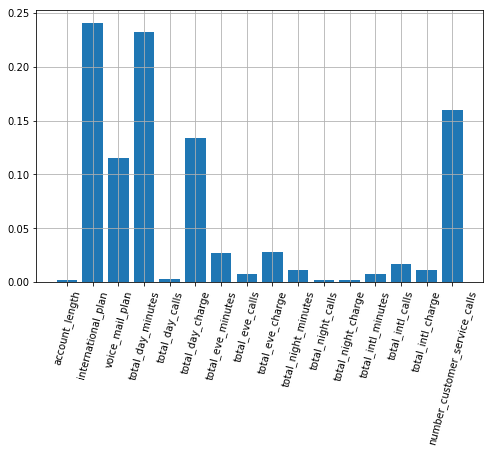 0.25
0.20
0.15
0.10
0.05
0.00
account_length
international_plan
voice_mail_plan
total_day_minutes
total_day_calls
total_day_charge
total_eve_minutes
total_eve_calls
total_eve_charge
total_night_minutes
total_night_calls
total_night_charge
total_intl_minutes
total_intl_calls
total_intl_charge
number_customer_service_calls